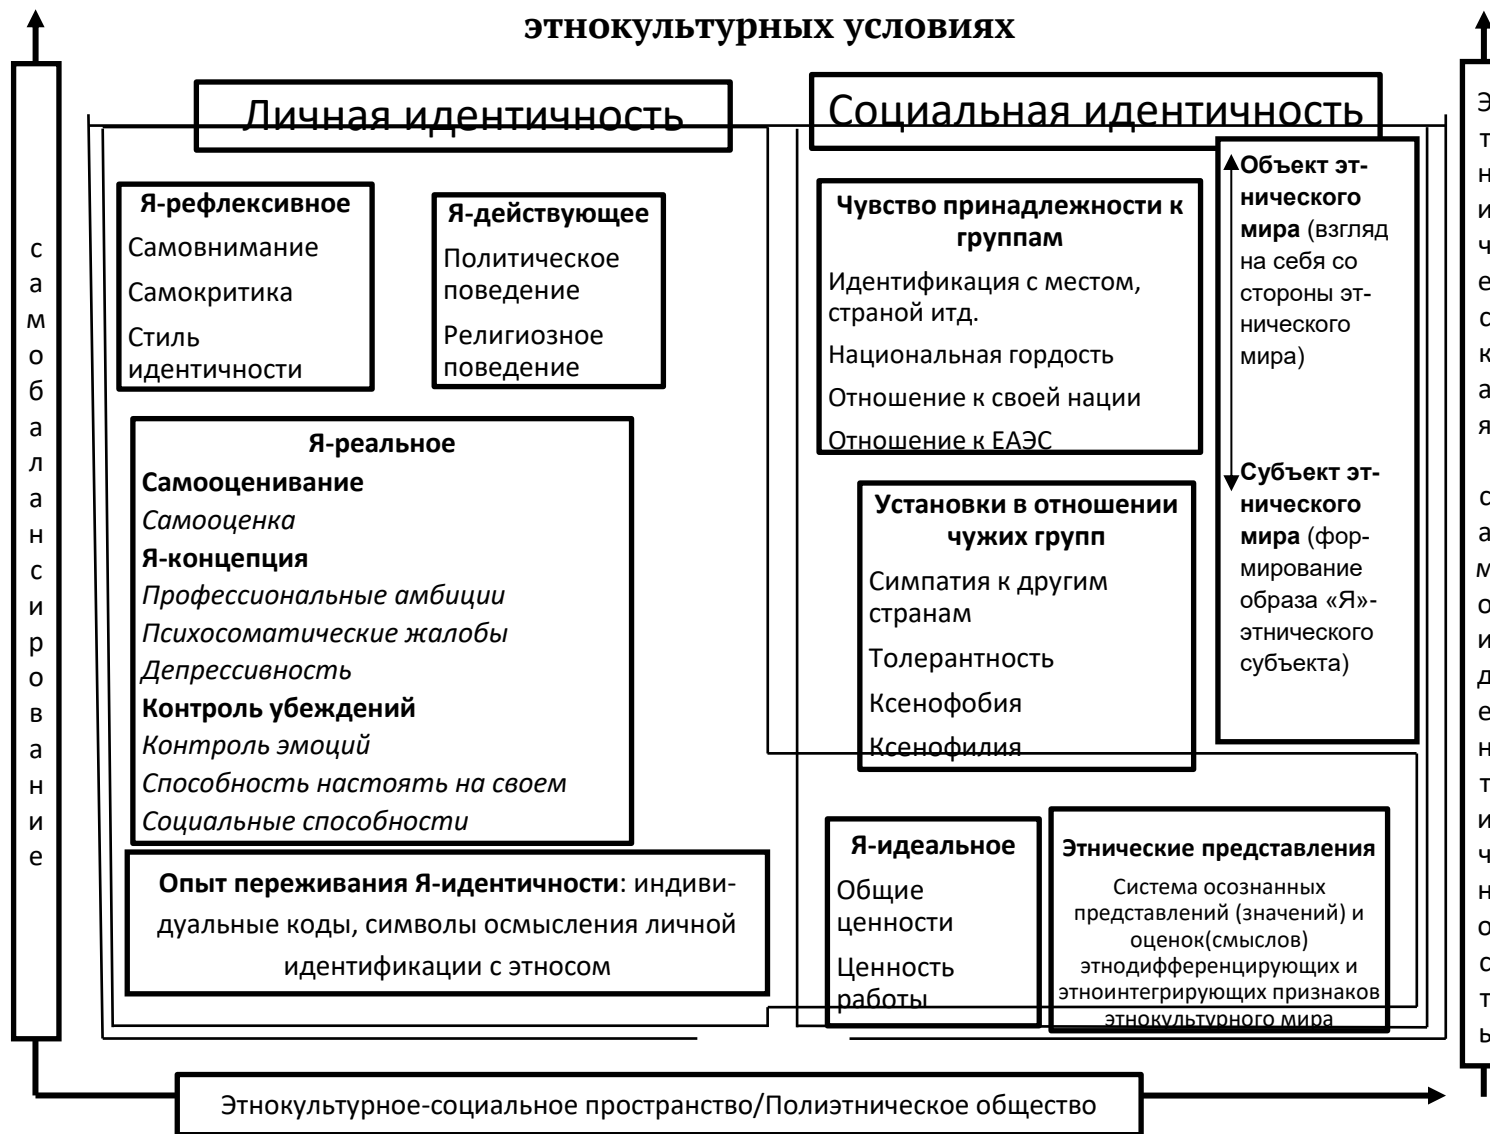 этнокультурных условиях
Личная идентичность
Социальная идентичность
самобалансирование
Я-рефлексивное
Самовнимание
Самокритика
Стиль
идентичности
Я-действующее
Политическое
поведение
Религиозное
поведение
Я-реальное
Самооценивание
Самооценка
Я-концепция
Профессиональные амбиции
Психосоматические жалобы
Депрессивность
Контроль убеждений
Контроль эмоций
Способность настоять на своем
Социальные способности
Опыт переживания Я-идентичности: индиви-
дуальные коды, символы осмысления личной
идентификации с этносом
Чувство принадлежности к
группам
Идентификация с местом,
страной итд.
Национальная гордость
Отношение к своей нации
Отношение к ЕАЭС
Установки в отношении
чужих групп
Симпатия к другим
странам
Толерантность
Ксенофобия
Ксенофилия
Объект эт-
нического
мира (взгляд
на себя со
стороны эт-
нического
мира)
Субъект эт-
нического
мира (фор-
мирование
образа «Я»-
этнического
субъекта)
Я-идеальное
Общие
ценности
Ценность
работы
Этнические представления
Система осознанных
представлений (значений) и
оценок(смыслов)
этнодифференцирующих и
этноинтегрирующих признаков
этнокультурного мира
Этническая самоидентичносты
Этнокультурное-социальное пространство/Полиэтническое общество